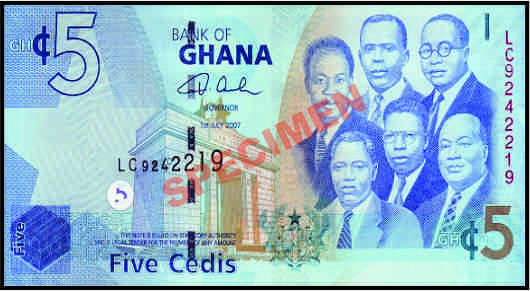 GH¢5
BANK OF
GHANA
GOVERNOR
1st JULY 2007
SPECIMEN
LC9242219
LC9242219
5
Five
THIS NOTE IS ISSUED ON STATUTORY AUTHORITY
AND IS LEGAL TENDER FOR THE PAYMENT OF ANY AMOUNT
Five Cedis
GH¢5